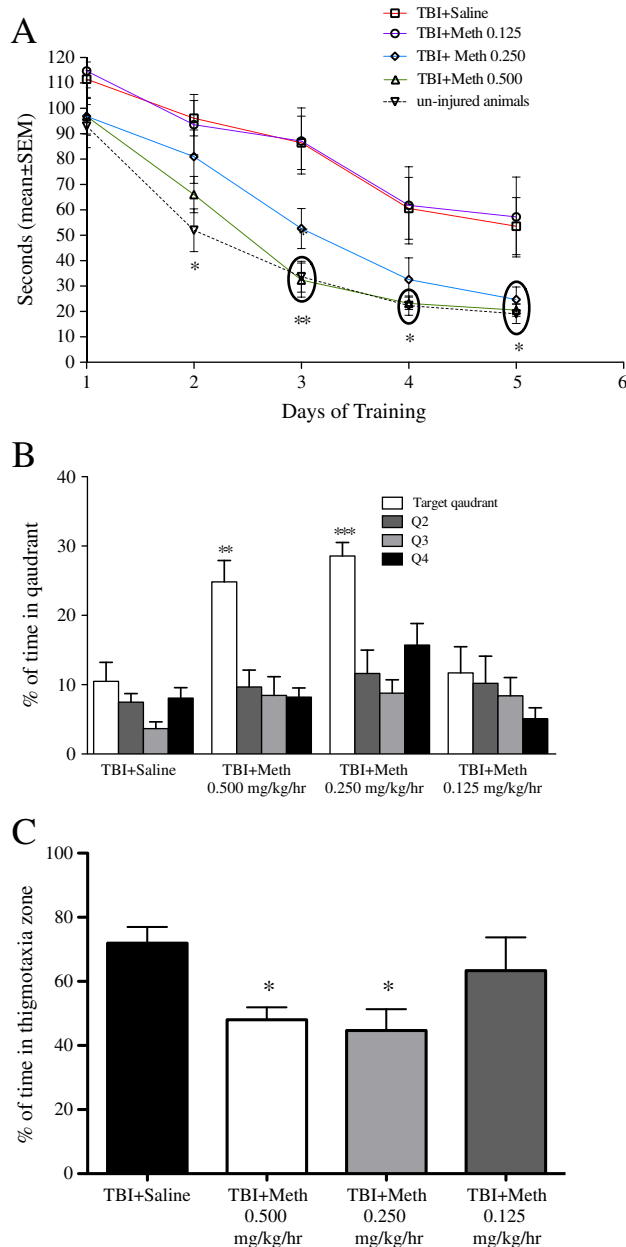 A
TBI+Saline
TBI+Meth 0.125
TBI+ Meth 0.250
TBI+Meth 0.500
un-injured animals
Seconds (mean±SEM)
120
110
100
90
80
70
60
50
40
30
20
10
0
*
*
**
*
*
1 2 3 4 5 6
Days of Training
B
% of time in qaudrant
40
30
20
10
0
Target qaudrant
Q2
Q3
Q4
**
***
TBI+Saline
TBI+Meth
0.500 mg/kg/hr
TBI+Meth
0.250 mg/kg/hr
TBI+Meth
0.125 mg/kg/hr
C
% of time in thigmotaxia zone
100
80
60
40
20
0
*
*
TBI+Saline
TBI+Meth
0.500
mg/kg/hr
TBI+Meth
0.250
mg/kg/hr
TBI+Meth
0.125
mg/kg/hr